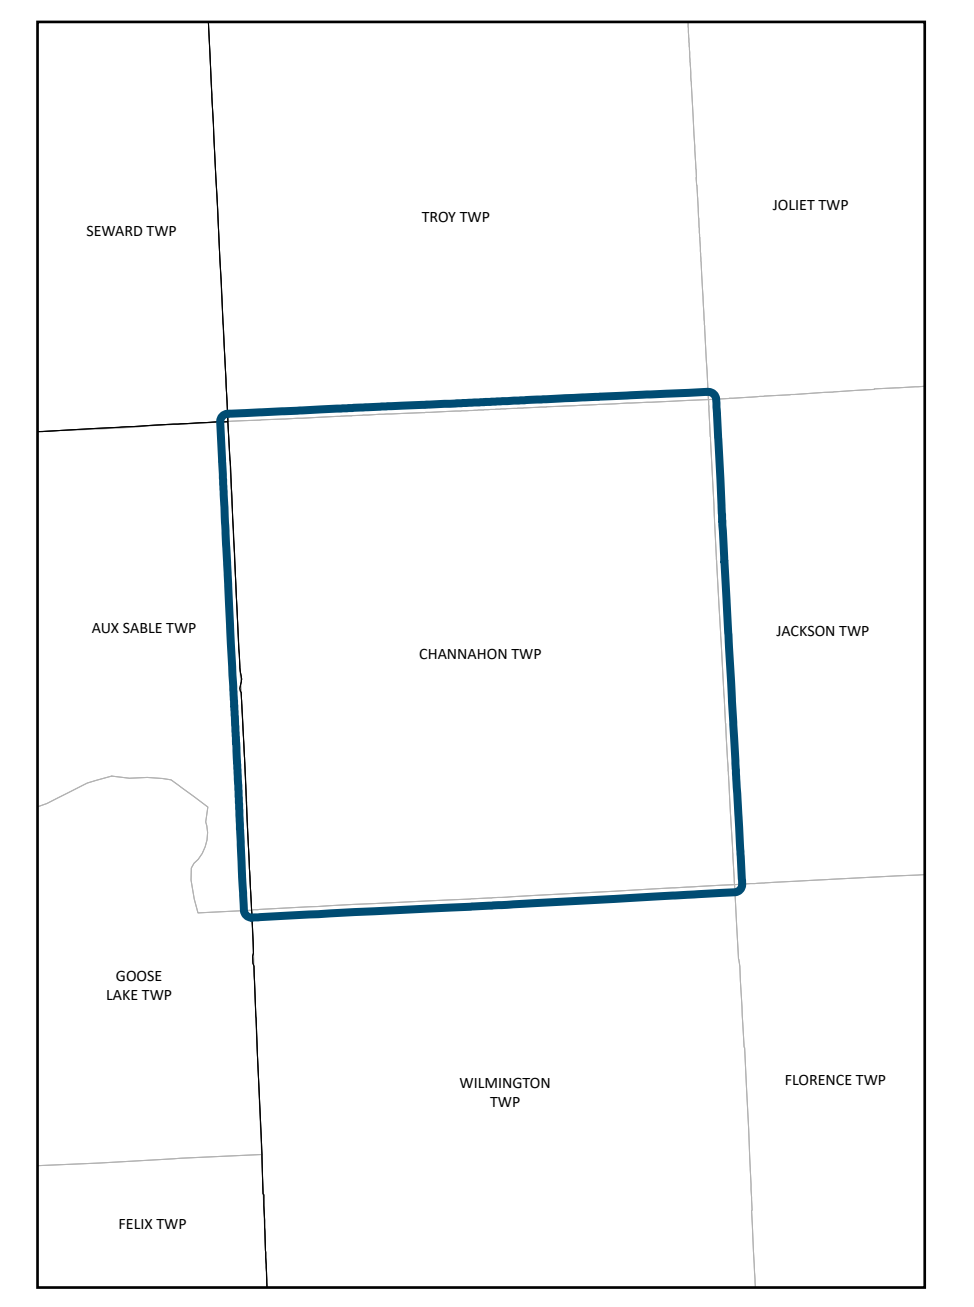 JOLIET TWP
TROY TWP
SEWARD TWP
AUX SABLE TWP
JACKSON TWP
CHANNAHON TWP
GOOSE
LAKE TWP
WILMINGTON
TWP
FLORENCE TWP
FELIX TWP